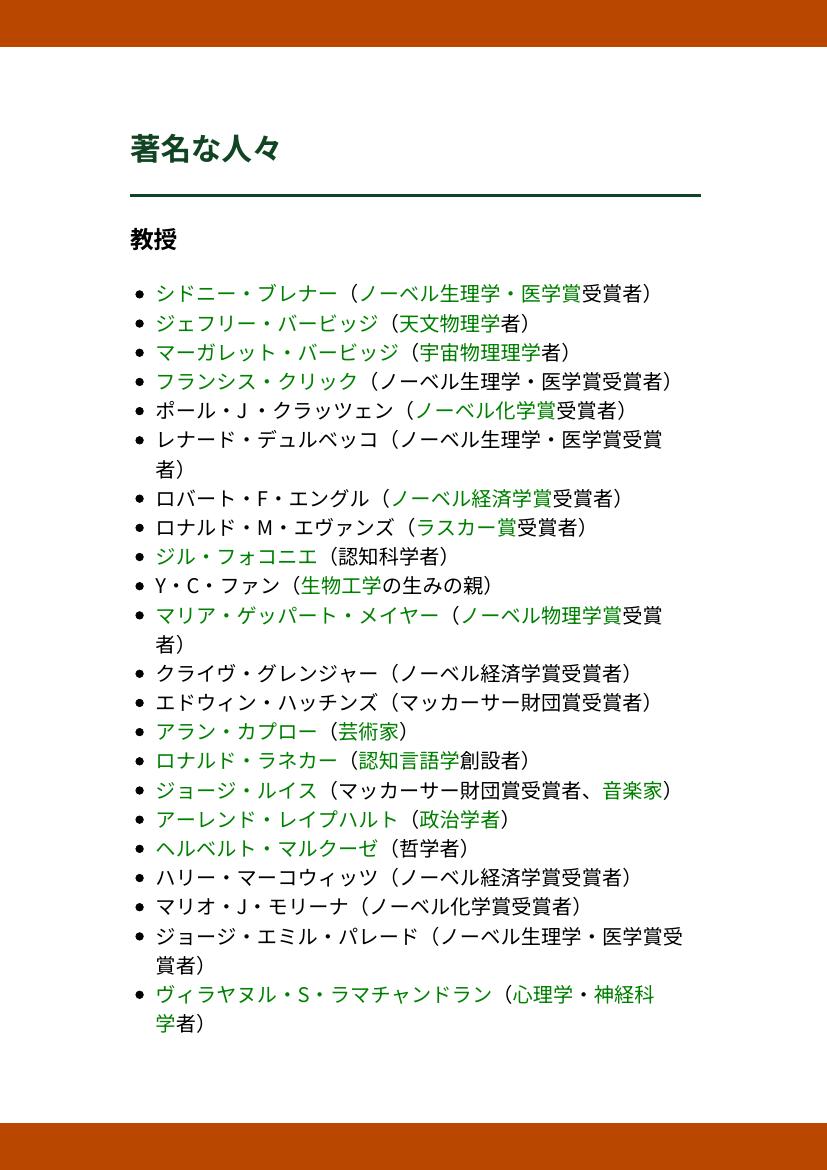 著名な人々
教授
シドニー・ブレナー（ノーベル生理学・医学賞受賞者）
ジェフリー・バービッジ（天文物理学者）
マーガレット・バービッジ（宇宙物理理学者）
フランシス・クリック（ノーベル生理学・医学賞受賞者）
ポール・J・クラッツェン（ノーベル化学賞受賞者）
レナード・デュルベッコ（ノーベル生理学・医学賞受賞
者）
ロバート・F・エングル（ノーベル経済学賞受賞者）
ロナルド・M・エヴァンズ（ラスカー賞受賞者）
ジル・フォコニエ（認知科学者）
Y・C・ファン（生物工学の生みの親）
マリア・ゲッパート・メイヤー（ノーベル物理学賞受賞
者）
クライヴ・グレンジャー（ノーベル経済学賞受賞者）
エドウィン・ハッチンズ（マッカーサー財団賞受賞者）
アラン・カプロー（芸術家）
ロナルド・ラネカー（認知言語学創設者）
ジョージ・ルイス（マッカーサー財団賞受賞者、音楽家）
アーレンド・レイプハルト（政治学者）
ヘルベルト・マルクーゼ（哲学者）
ハリー・マーコウィッツ（ノーベル経済学賞受賞者）
マリオ・J・モリーナ（ノーベル化学賞受賞者）
ジョージ・エミル・パレード（ノーベル生理学・医学賞受
賞者）
ヴィラヤヌル・S・ラマチャンドラン（心理学・神経科
学者）